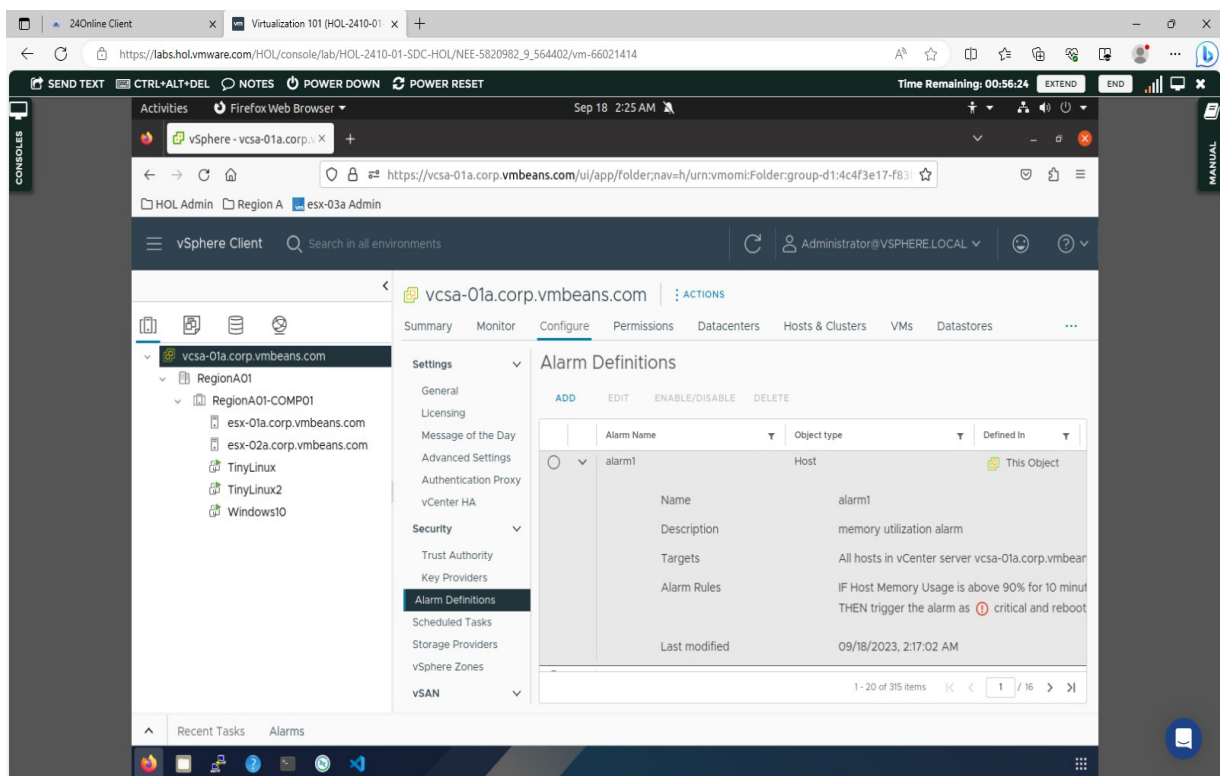 24Online Client
Virtualization 101 (HOL-2410-01-
https://labs.hol.vmware.com/HOL/console/lab/HOL-2410-01-SDC-HOL/NEE-5820982_9_564402/vm-66021414
SEND TEXT CTRL+ALT+DEL NOTES POWER DOWN POWER RESET Time Remaining: 00:56:24 EXTEND END
CONSOLES
MANUAL
Activities Firefox Web Browser Sep 18 2:25 AM
vSphere - vcsa-01a.corp.v
https://vcsa-01a.corp.vmbeans.com/ui/app/folder;nav=h/urn:vmomi:Folder:group-d1:4c4f3e17-f83
HOL Admin Region A esx-03a Admin
vSphere Client Search in all environments Administrator@VSPHERE.LOCAL
vcsa-01a.corp.vmbeans.com ACTIONS
Summary Monitor Configure Permissions Datacenters Hosts & Clusters VMs Datastores
vcsa-01a.corp.vmbeans.com
RegionA01
RegionA01-COMP01
esx-01a.corp.vmbeans.com
esx-02a.corp.vmbeans.com
TinyLinux
TinyLinux2
Windows10
Settings
General
Licensing
Message of the Day
Advanced Settings
Authentication Proxy
vCenter HA
Security
Trust Authority
Key Providers
Alarm Definitions
Scheduled Tasks
Storage Providers
vSphere Zones
vSAN
Alarm Definitions
ADD EDIT ENABLE/DISABLE DELETE
Alarm Name Object type Defined In
alarm1 Host This Object
Name alarm1
Description memory utilization alarm
Targets All hosts in vCenter server vcsa-01a.corp.vmbean
Alarm Rules IF Host Memory Usage is above 90% for 10 minut
THEN trigger the alarm as critical and reboot
Last modified 09/18/2023, 2:17:02 AM
1 - 20 of 315 items 1 / 16
Recent Tasks Alarms